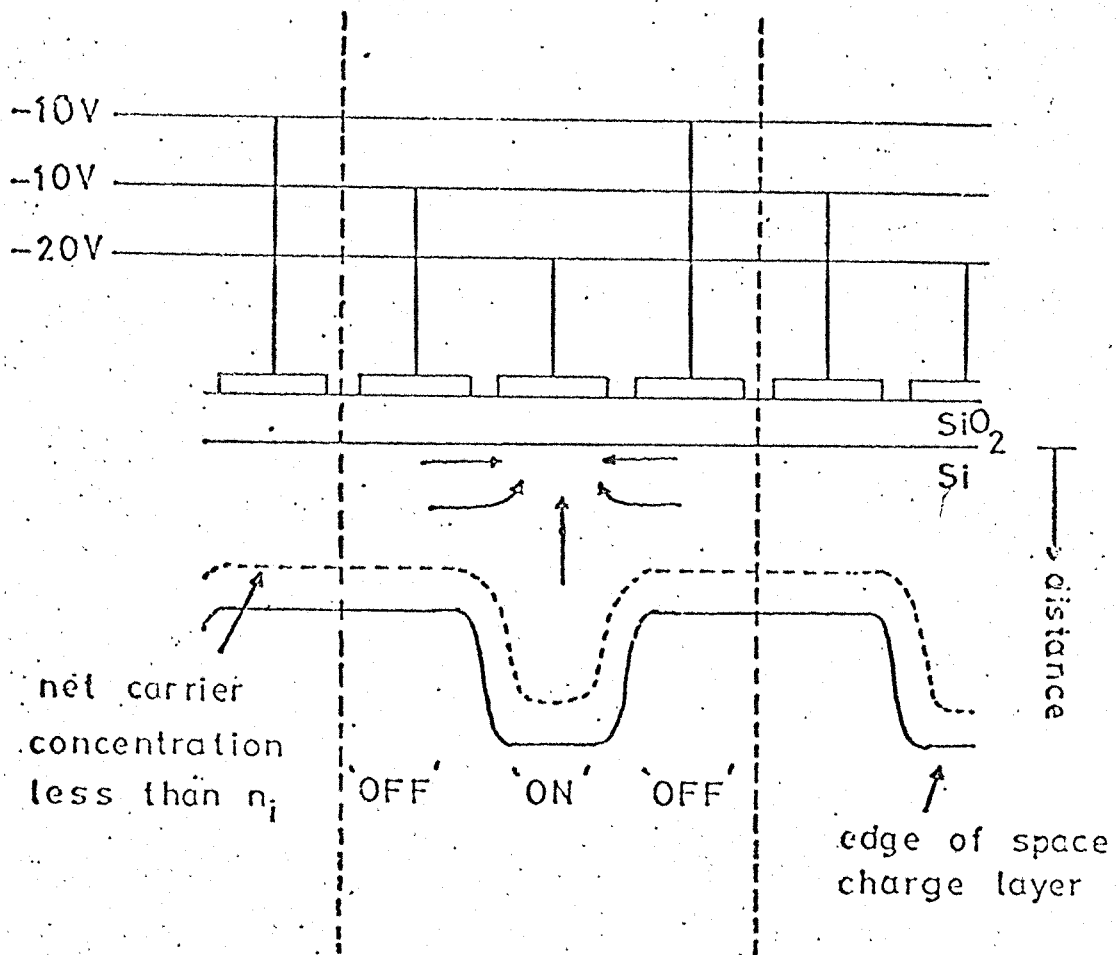 -10V
-10V
-20V
SiO2
Si
distance
net carrier
concentration
less than ni
'OFF' 'ON' 'OFF'
edge of space
charge layer